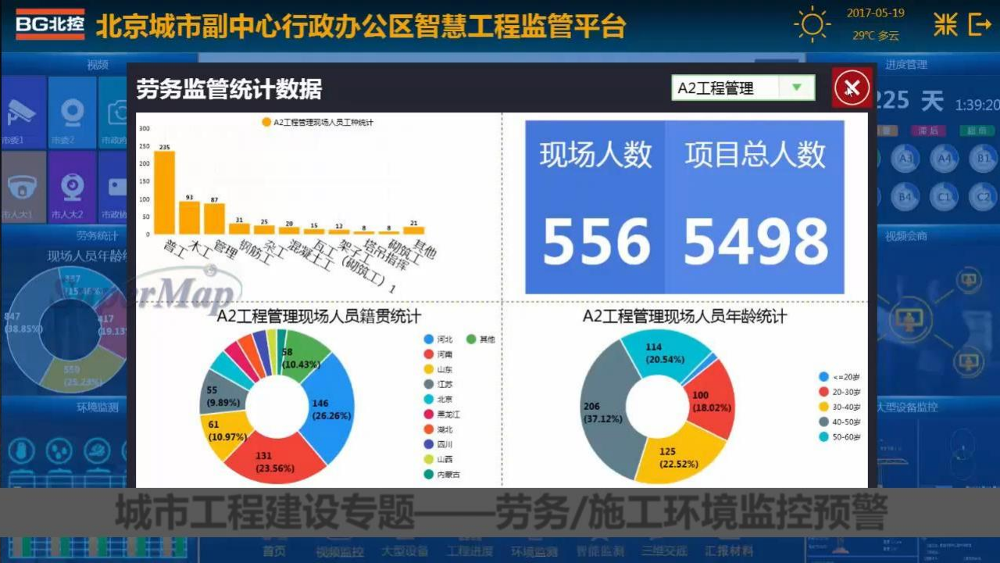 BG北控
北京城市副中心行政办公区智慧工程监管平台
2017-05-19
29℃ 多云
视频
进度管理
劳务监管统计数据
A2工程管理
225 天
1:39:20
滞后
A3
A4
B1
B4
C1
C2
市委1
市委2
市人大1
市人大2
劳务统计
现场人员年龄
847
(38.85%)
(25.23%)
环境监测
视频会商
大型设备监控
A2工程管理现场人员工种统计
300
250
200
150
100
50
0
235
93
87
31
25
20
15
13
8
8
21
普工
木工
管理
钢筋工
杂工
混凝土工
瓦工(砌筑工)1
架子工
塔吊指挥
砌筑工
其他
现场人数
项目总人数
556
5498
SuperMap
A2工程管理现场人员籍贯统计
58
(10.43%)
146
(26.26%)
131
(23.56%)
61
(10.97%)
55
(9.89%)
河北
其他
河南
山东
江苏
北京
黑龙江
湖北
四川
山西
内蒙古
A2工程管理现场人员年龄统计
114
(20.54%)
100
(18.02%)
125
(22.52%)
206
(37.12%)
<=20岁
20-30岁
30-40岁
40-50岁
50-60岁
城市工程建设专题——劳务/施工环境监控预警
首页
视频监控
大型设备
工程进度
环境监测
智能监测
三维交底
汇报材料